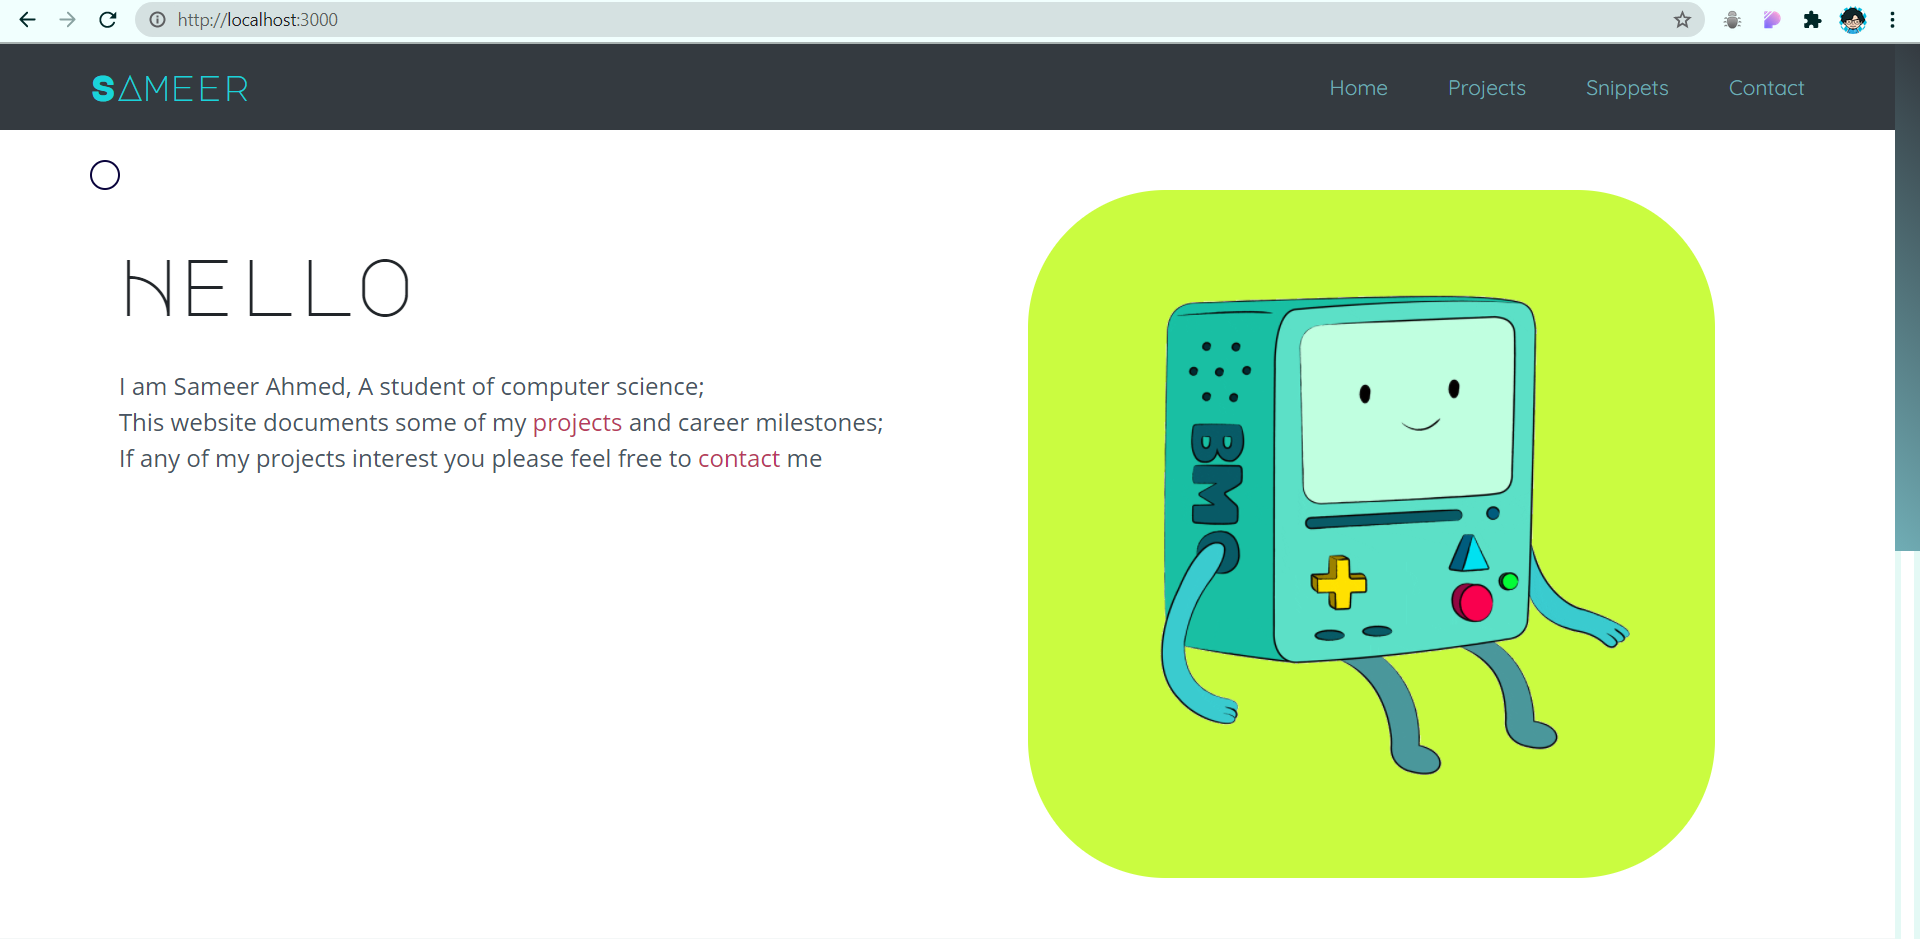 http://localhost:3000
SAMEER
Home Projects Snippets Contact
HELLO
I am Sameer Ahmed, A student of computer science;
This website documents some of my projects and career milestones;
If any of my projects interest you please feel free to contact me
BMO